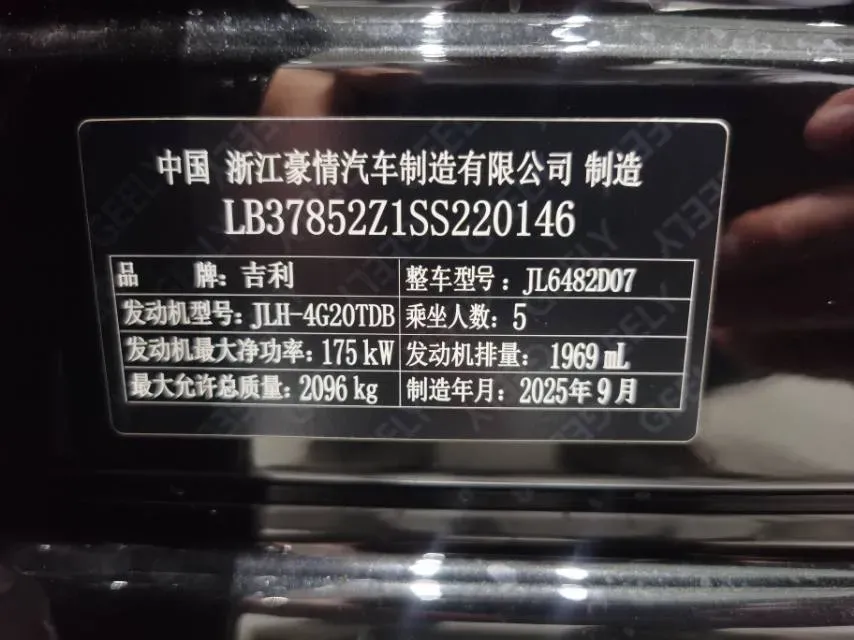 中国 浙江豪情汽车制造有限公司 制造
LB37852Z1SS220146
品 牌: 吉利 整车型号: JL6482D07
发动机型号: JLH-4G20TDB 乘坐人数: 5
发动机最大净功率: 175 kW 发动机排量: 1969 mL
最大允许总质量: 2096 kg 制造年月: 2025年 9 月
GEELY